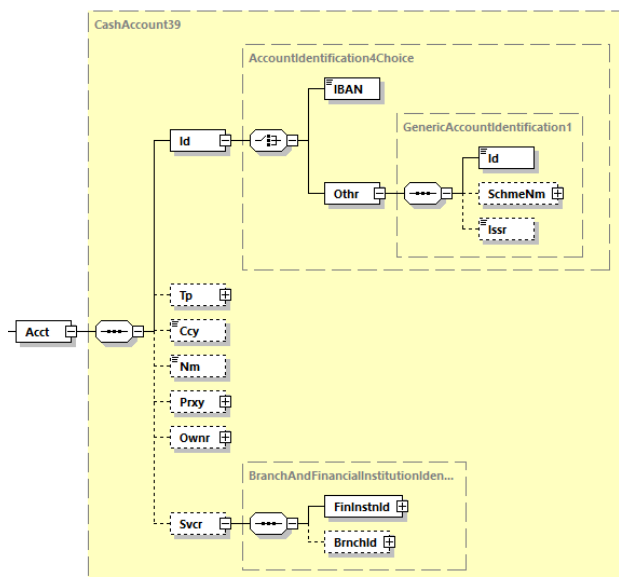 CashAccount39
AccountIdentification4Choice
IBAN
GenericAccountIdentification1
Id
Id
Othr
SchmeNm
Issr
Tp
Ccy
Acct
Nm
Prxy
Ownr
BranchAndFinancialInstitutionIden...
FinInstnId
Svcr
BrnchId